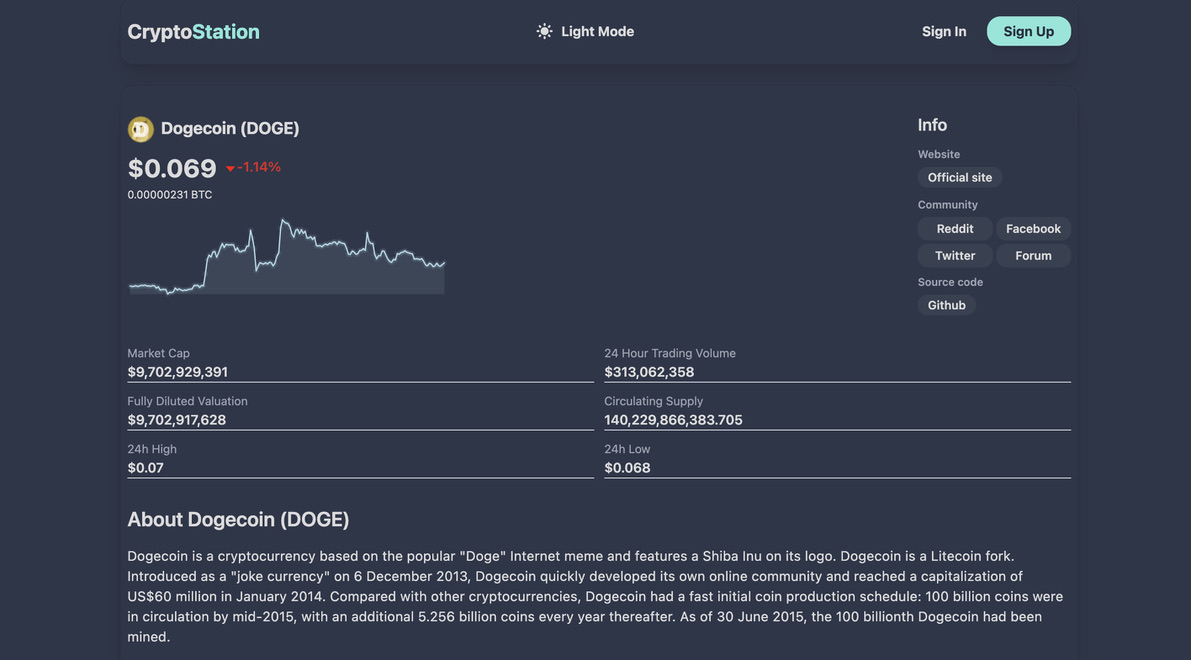 CryptoStation
Light Mode
Sign In
Sign Up
Dogecoin (DOGE)
$0.069
-1.14%
0.00000231 BTC
Info
Website
Official site
Community
Reddit
Facebook
Twitter
Forum
Source code
Github
Market Cap
$9,702,929,391
24 Hour Trading Volume
$313,062,358
Fully Diluted Valuation
$9,702,917,628
Circulating Supply
140,229,866,383.705
24h High
$0.07
24h Low
$0.068
About Dogecoin (DOGE)
Dogecoin is a cryptocurrency based on the popular "Doge" Internet meme and features a Shiba Inu on its logo. Dogecoin is a Litecoin fork.
Introduced as a "joke currency" on 6 December 2013, Dogecoin quickly developed its own online community and reached a capitalization of
US$60 million in January 2014. Compared with other cryptocurrencies, Dogecoin had a fast initial coin production schedule: 100 billion coins were
in circulation by mid-2015, with an additional 5.256 billion coins every year thereafter. As of 30 June 2015, the 100 billionth Dogecoin had been
mined.